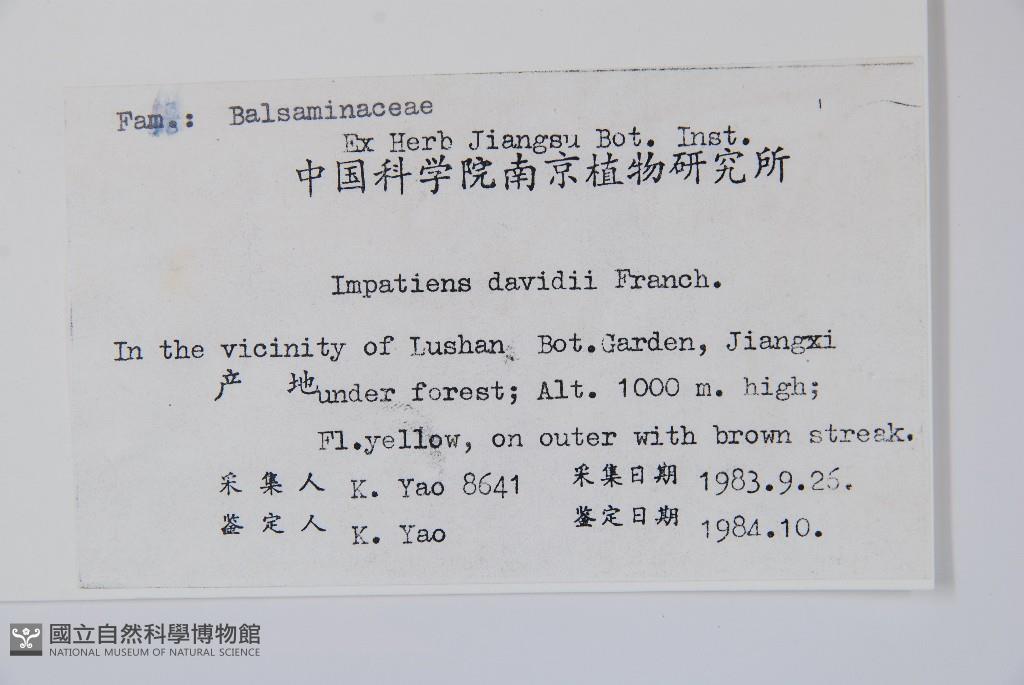 Fam.: Balsaminaceae
Ex Herb Jiangsu Bot. Inst.
中国科学院南京植物研究所
Impatiens davidii Franch.
In the vicinity of Lushan Bot.Garden, Jiangxi
产 地 under forest; Alt. 1000 m. high;
Fl.yellow, on outer with brown streak.
采 集 人 K. Yao 8641 采集日期 1983.9.26.
鉴 定 人 K. Yao 鉴定日期 1984.10.
國立自然科學博物館
NATIONAL MUSEUM OF NATURAL SCIENCE